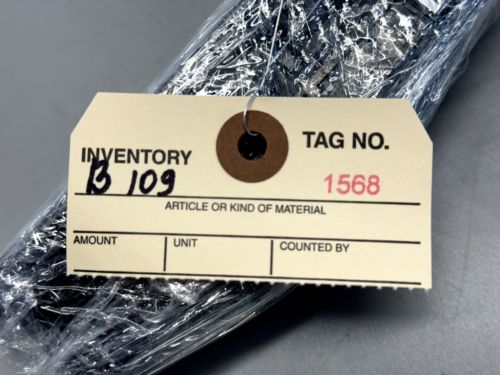 INVENTORY
TAG NO.
B 109
1568
ARTICLE OR KIND OF MATERIAL
AMOUNT
UNIT
COUNTED BY